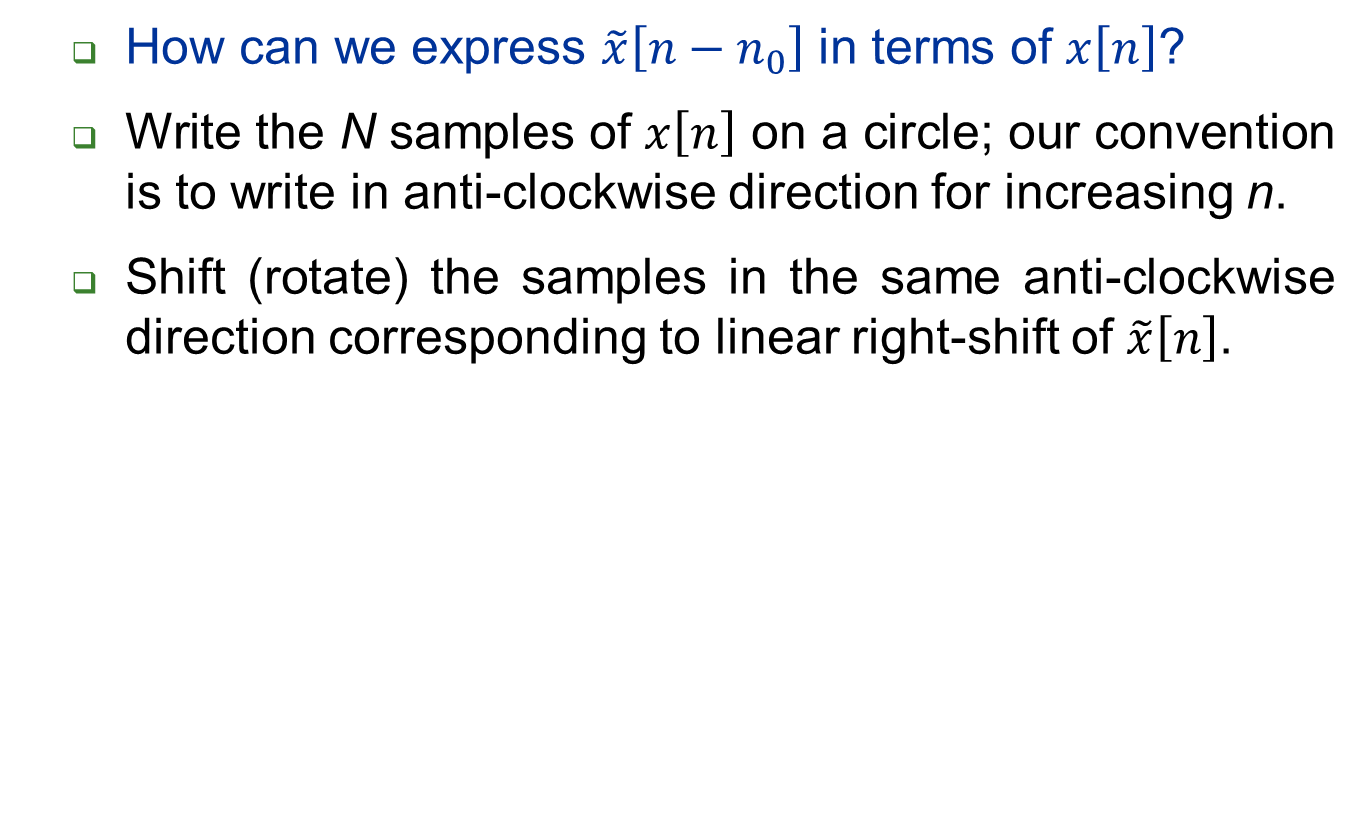 ❑ How can we express x̃[n − n₀] in terms of x[n]?
❑ Write the N samples of x[n] on a circle; our convention
is to write in anti-clockwise direction for increasing n.
❑ Shift (rotate) the samples in the same anti-clockwise
direction corresponding to linear right-shift of x̃[n].